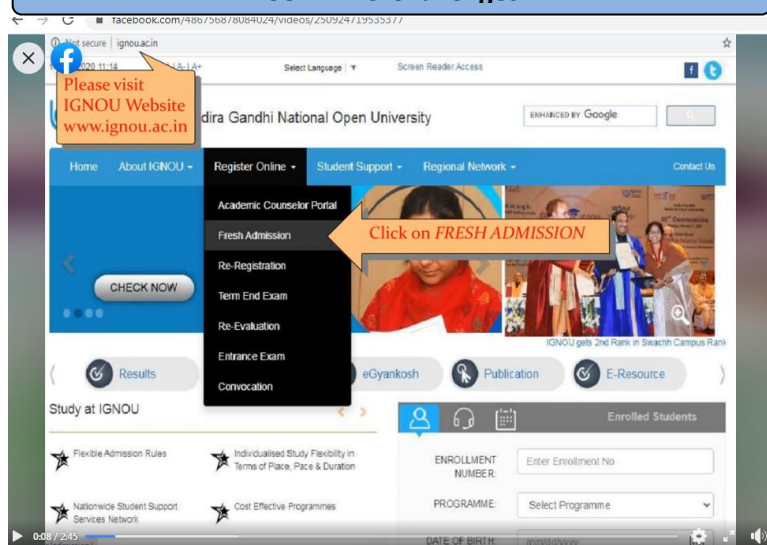 facebook.com/486756878084024/videos/250924719535377
Not secure | ignou.ac.in
2020 11:14
Select Language
Screen Reader Access
Please visit
IGNOU Website
www.ignou.ac.in
dira Gandhi National Open University
ENHANCED BY Google
Home About IGNOU Register Online Student Support Regional Network Contact Us
Academic Counselor Portal
Fresh Admission
Click on FRESH ADMISSION
Re-Registration
CHECK NOW
Term End Exam
Re-Evaluation
IGNOU gets 2nd Rank in Swachh Campus Rank
Entrance Exam
Results eGyankosh Publication E-Resource
Convocation
Study at IGNOU
Enrolled Students
Flexible Admission Rules
Individualised Study Flexibility in
Terms of Place, Pace & Duration
ENROLLMENT
NUMBER:
Enter Enrollment No
Nationwide Student Support
Services Network
Cost Effective Programmes
PROGRAMME:
Select Programme
0:08 / 2:45
DATE OF BIRTH:
mm/dd/yyyy